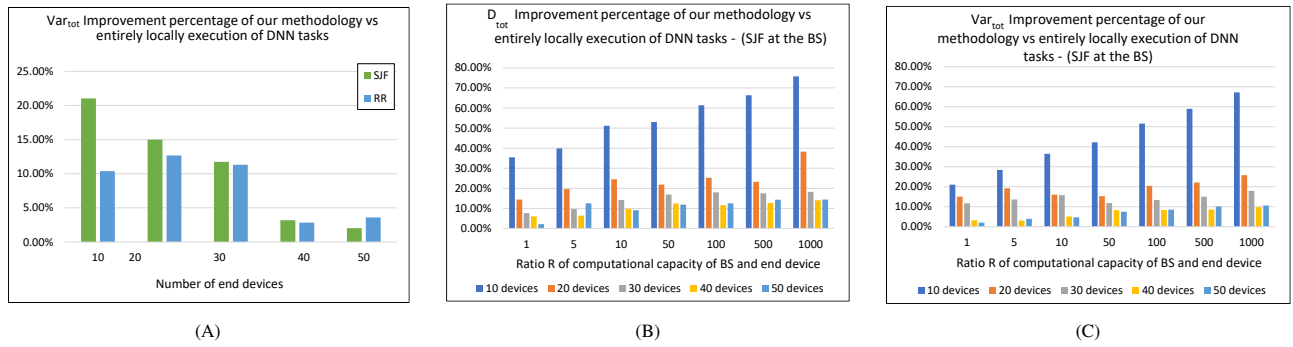 Var_tot Improvement percentage of our methodology vs
entirely locally execution of DNN tasks
25.00%
20.00%
15.00%
10.00%
5.00%
0.00%
SJF
RR
10 20 30 40 50
Number of end devices
(A)
D_tot Improvement percentage of our methodology vs
entirely locally execution of DNN tasks - (SJF at the BS)
80.00%
70.00%
60.00%
50.00%
40.00%
30.00%
20.00%
10.00%
0.00%
1 5 10 50 100 500 1000
Ratio R of computational capacity of BS and end device
10 devices 20 devices 30 devices 40 devices 50 devices
(B)
Var_tot Improvement percentage of our
methodology vs entirely locally execution of DNN
tasks - (SJF at the BS)
80.00%
70.00%
60.00%
50.00%
40.00%
30.00%
20.00%
10.00%
0.00%
1 5 10 50 100 500 1000
Ratio R of computational capacity of BS and end device
10 devices 20 devices 30 devices 40 devices 50 devices
(C)